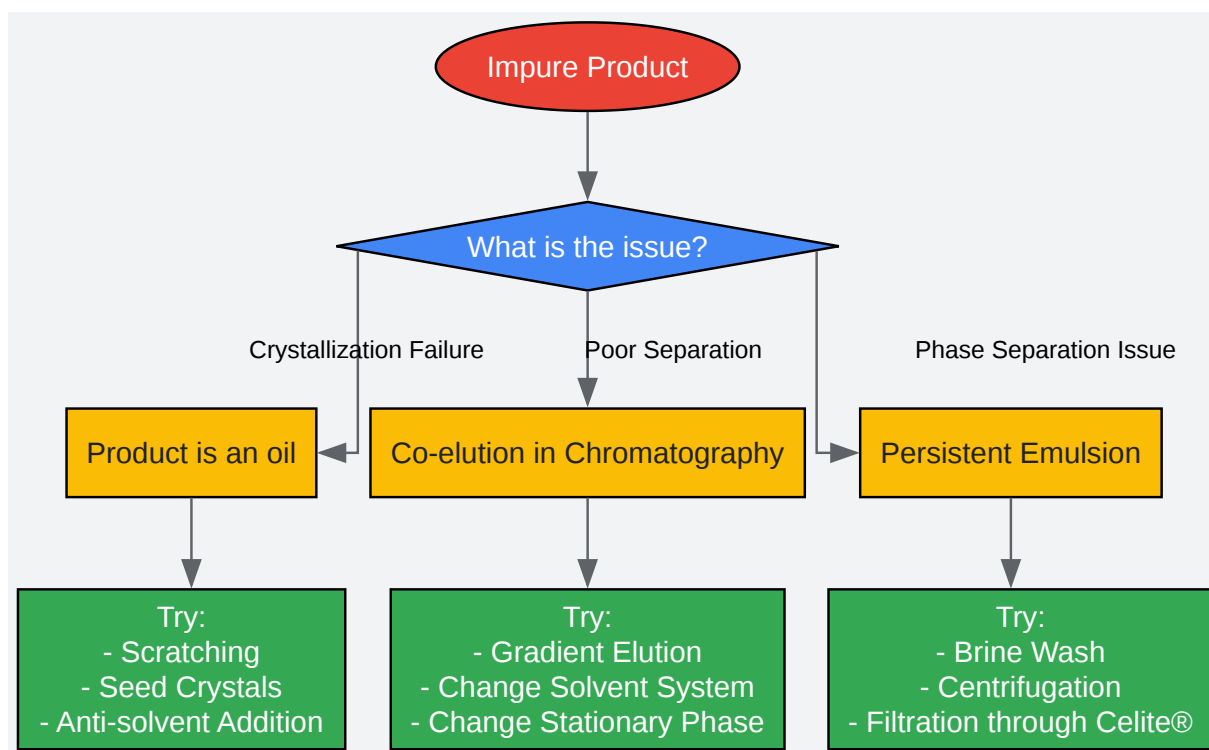 Impure Product
What is the issue?
Crystallization Failure
Poor Separation
Phase Separation Issue
Product is an oil
Co-elution in Chromatography
Persistent Emulsion
Try:
- Scratching
- Seed Crystals
- Anti-solvent Addition
Try:
- Gradient Elution
- Change Solvent System
- Change Stationary Phase
Try:
- Brine Wash
- Centrifugation
- Filtration through Celite®